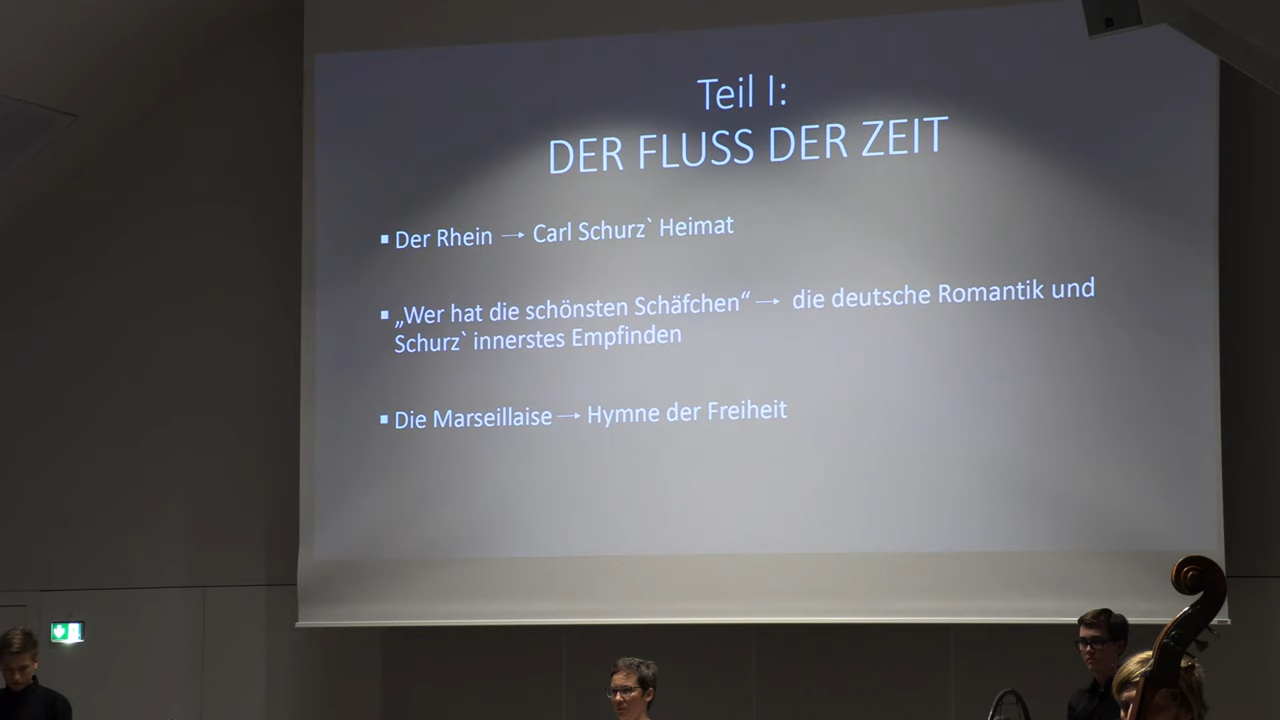 Teil I:
DER FLUSS DER ZEIT
▪ Der Rhein → Carl Schurz` Heimat
▪ „Wer hat die schönsten Schäfchen“ → die deutsche Romantik und
Schurz` innerstes Empfinden
▪ Die Marseillaise → Hymne der Freiheit